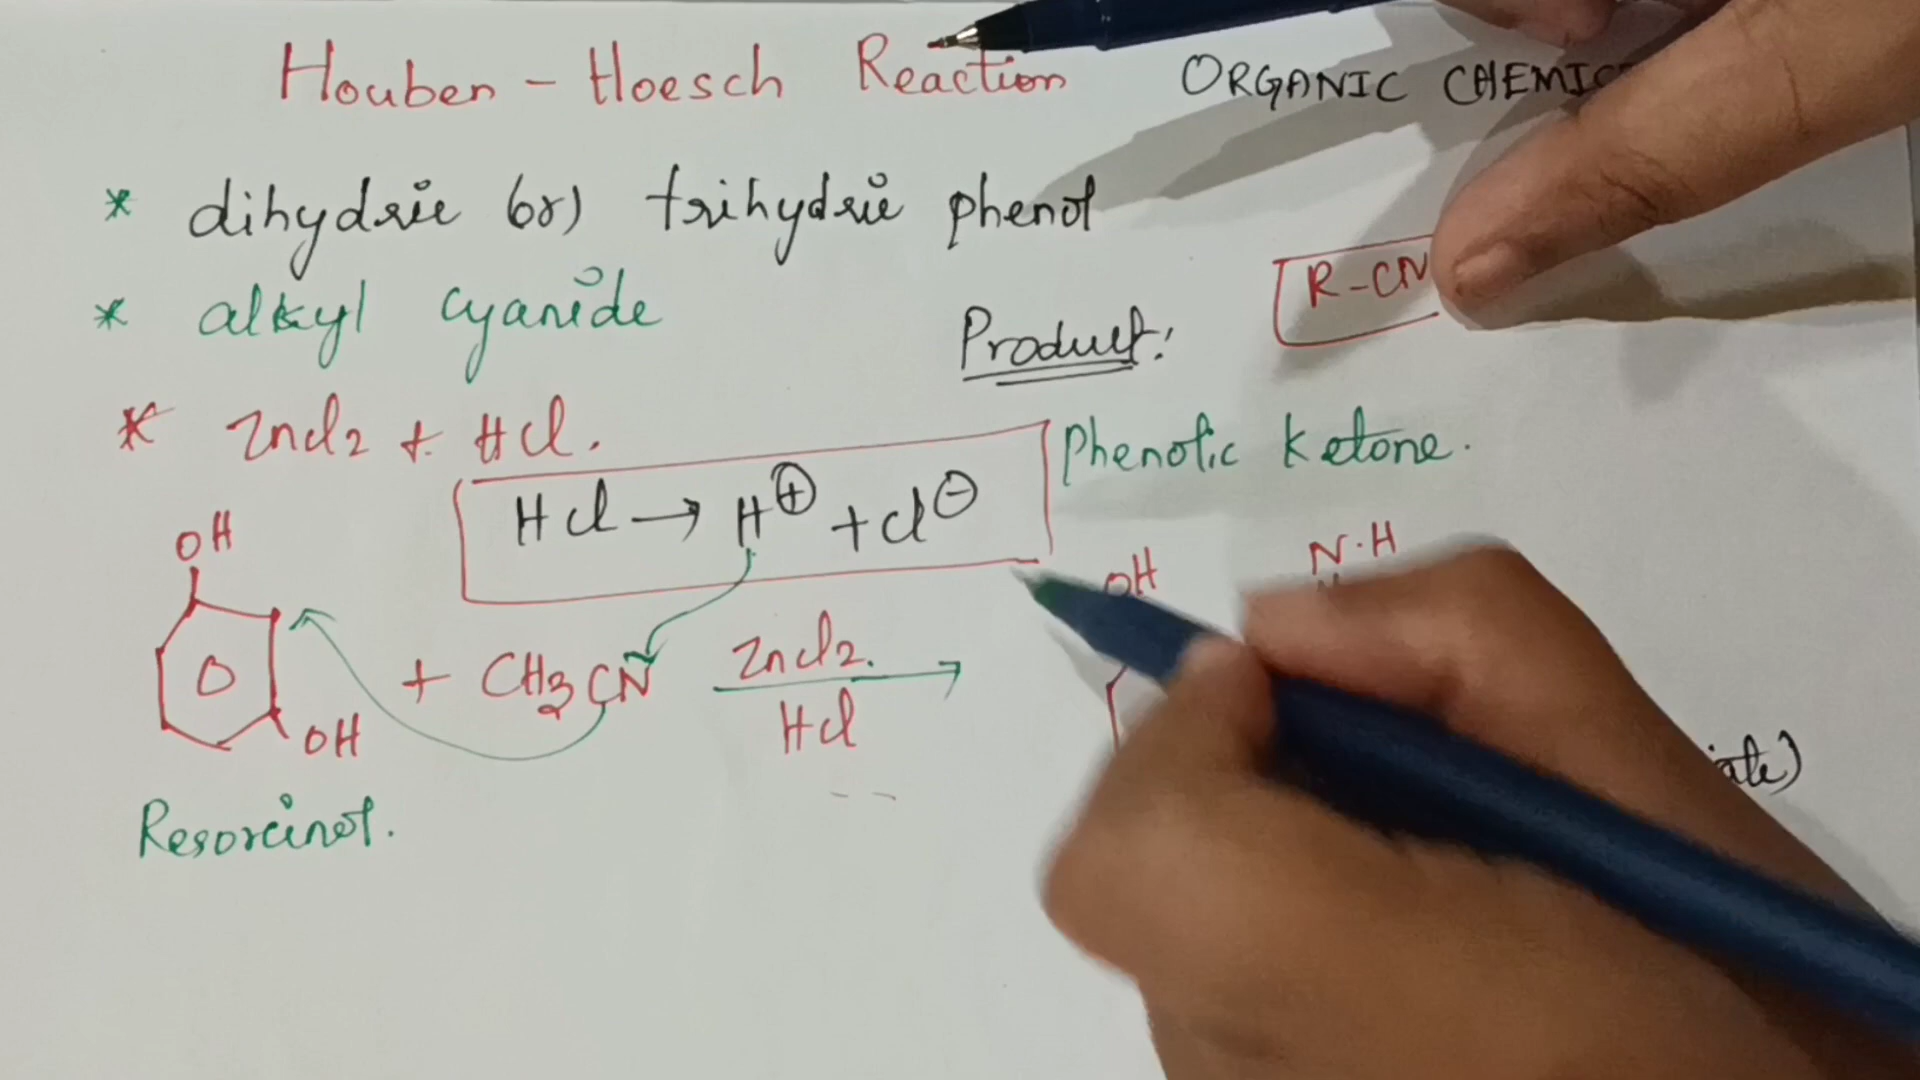 Houben - Hoesch Reaction
ORGANIC
* dihydric (or) trihydric phenol
* alkyl cyanide
R-CN
Product:
* ZnCl2 + HCl.
Phenolic Ketone.
HCl → H⊕ + Cl⊖
OH
OH
N.H
+ CH3CN
ZnCl2.
HCl
OH
Resorcinol.